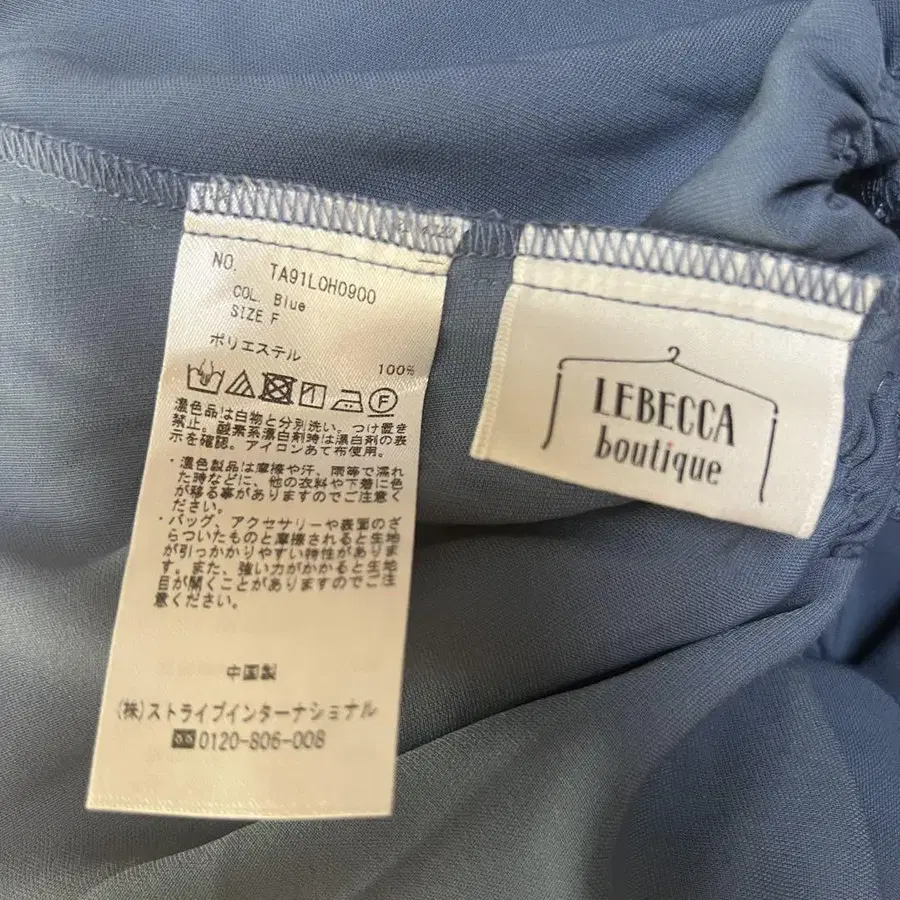 NO. TA91L0H0900
COL. Blue
SIZE F
ポリエステル
100%
F
濃色品は白物と分別洗い。つけ置き
禁止。酸素系漂白剤時は漂白剤の表
示を確認。アイロンあて布使用。
・濃色製品は摩擦や汗、雨等で濡れ
た時などに、他の衣料や下着に色
が移る事がありますのでご注意く
ださい。
・バッグ、アクセサリーや表面のざ
らついたものと摩擦されると生地
が引っかかりやすい特性がありま
す。また、強い力がかかると生地
目が開くことがありますのでご注
意ください。
中国製
(株)ストライプインターナショナル
0120-806-008
LEBECCA
boutique